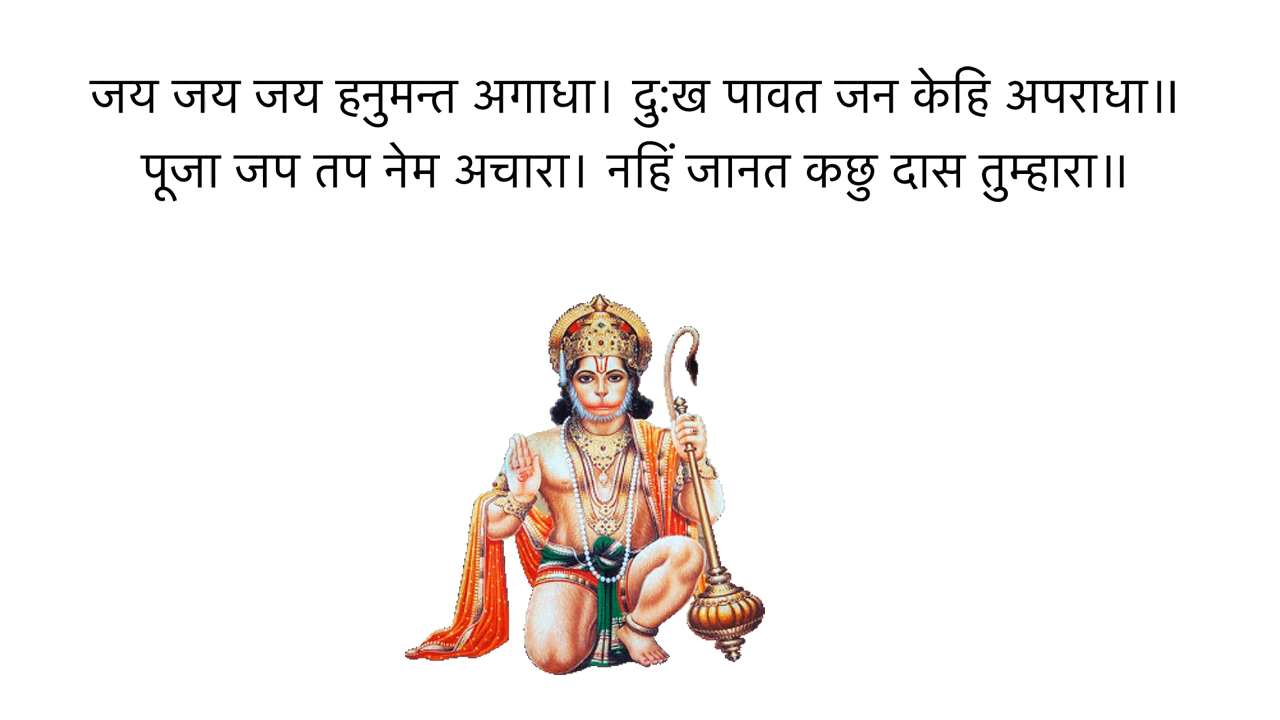 जय जय जय हनुमन्त अगाधा। दु:ख पावत जन केहि अपराधा॥
पूजा जप तप नेम अचारा। नहिं जानत कछु दास तुम्हारा॥